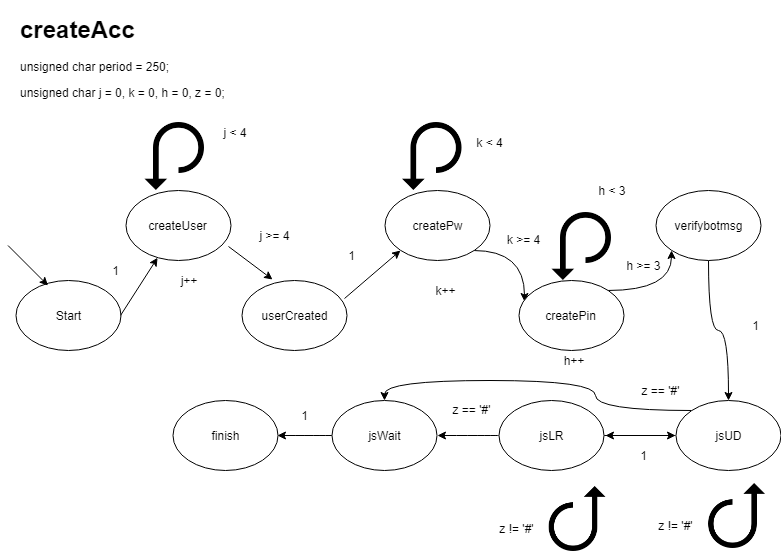 createAcc
unsigned char period = 250;
unsigned char j = 0, k = 0, h = 0, z = 0;
j < 4
k < 4
h < 3
createUser
createPw
verifybotmsg
j >= 4
k >= 4
1
1
h >= 3
j++
k++
Start
userCreated
createPin
1
h++
z == '#'
z == '#'
1
finish
jsWait
jsLR
jsUD
1
z != '#'
z != '#'